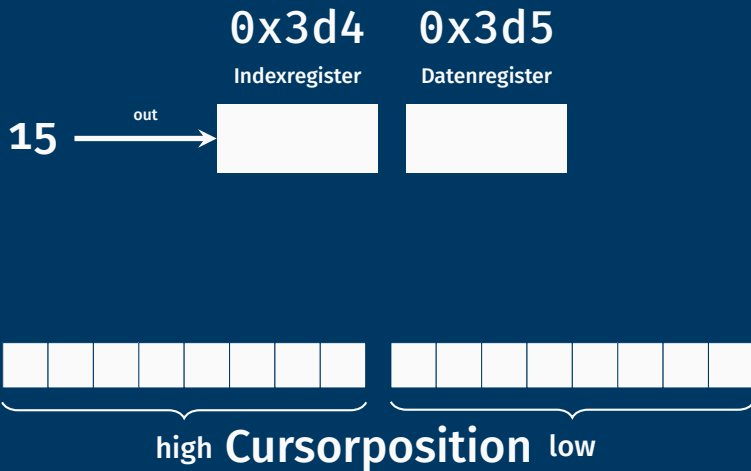 0x3d4 0x3d5
Indexregister Datenregister
out
15
high Cursorposition low